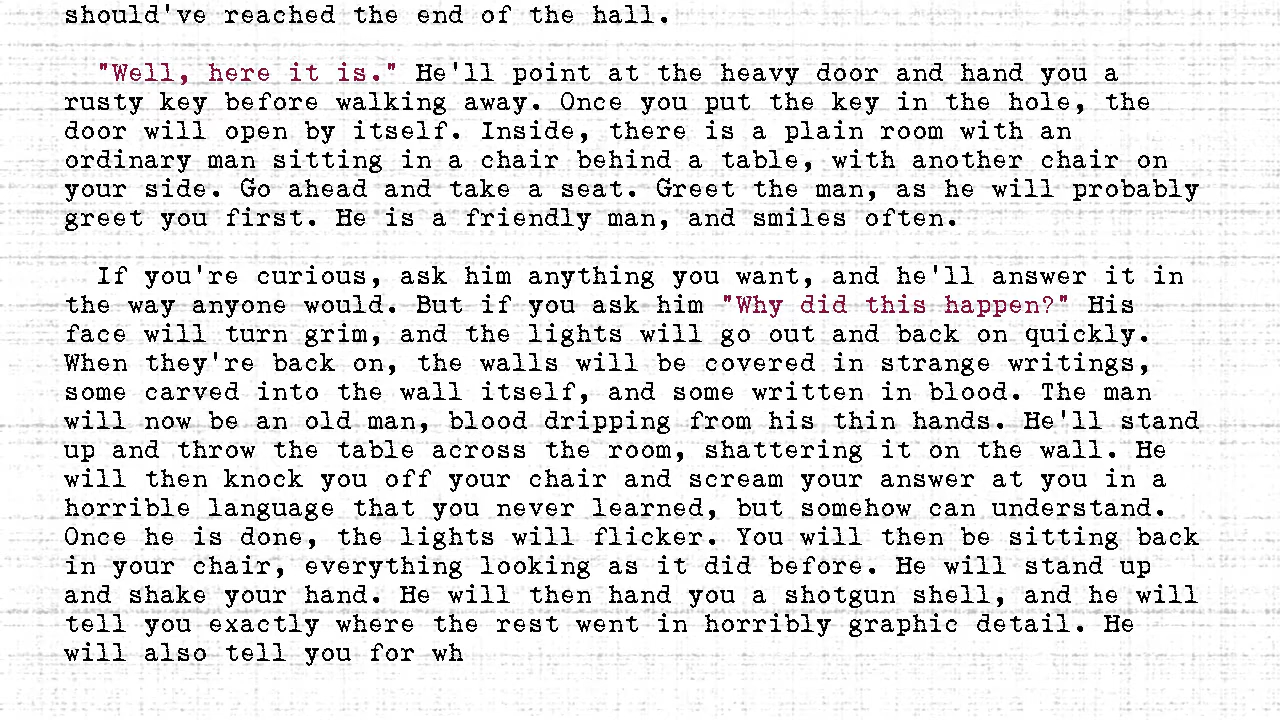 should've reached the end of the hall.
"Well, here it is." He'll point at the heavy door and hand you a
rusty key before walking away. Once you put the key in the hole, the
door will open by itself. Inside, there is a plain room with an
ordinary man sitting in a chair behind a table, with another chair on
your side. Go ahead and take a seat. Greet the man, as he will probably
greet you first. He is a friendly man, and smiles often.
If you're curious, ask him anything you want, and he'll answer it in
the way anyone would. But if you ask him "Why did this happen?" His
face will turn grim, and the lights will go out and back on quickly.
When they're back on, the walls will be covered in strange writings,
some carved into the wall itself, and some written in blood. The man
will now be an old man, blood dripping from his thin hands. He'll stand
up and throw the table across the room, shattering it on the wall. He
will then knock you off your chair and scream your answer at you in a
horrible language that you never learned, but somehow can understand.
Once he is done, the lights will flicker. You will then be sitting back
in your chair, everything looking as it did before. He will stand up
and shake your hand. He will then hand you a shotgun shell, and he will
tell you exactly where the rest went in horribly graphic detail. He
will also tell you for wh